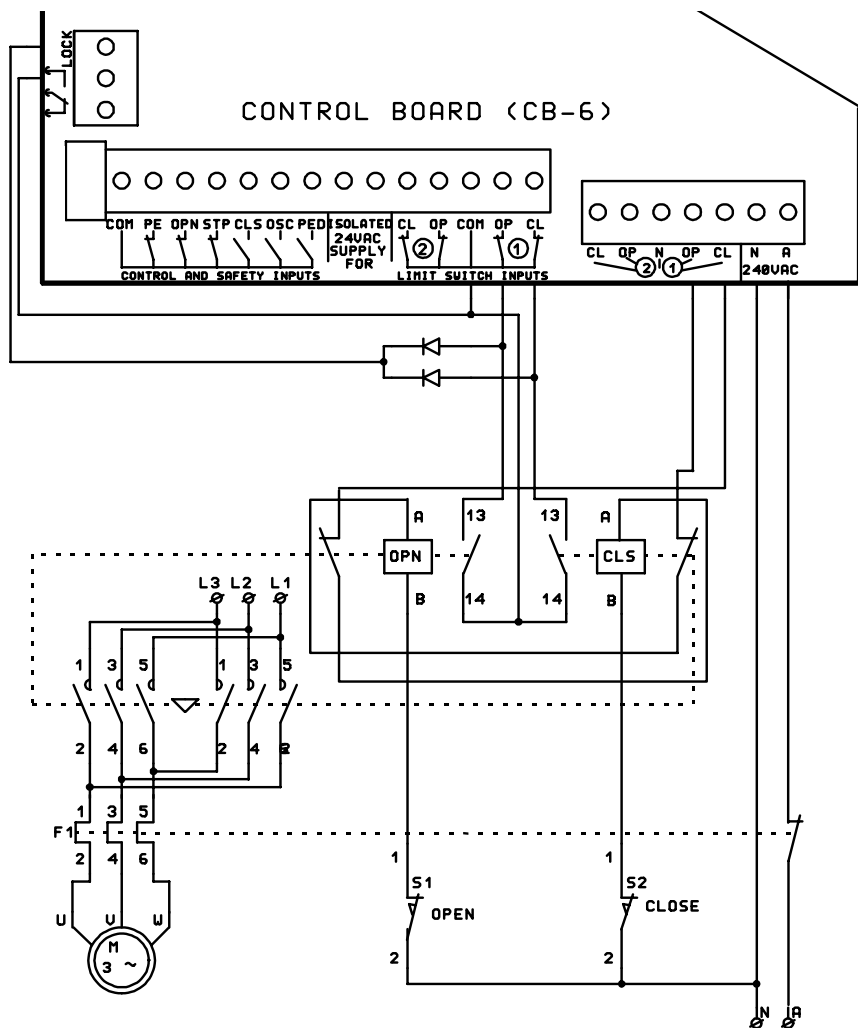 LOCK
CONTROL BOARD (CB-6)
COM PE OPN STP CLS OSC PED ISOLATED CL OP COM OP CL
24VAC
SUPPLY
FOR
2 1
CONTROL AND SAFETY INPUTS
LIMIT SWITCH INPUTS
CL OP N OP CL N A
2 1
240VAC
A 13 13 A
OPN CLS
B 14 14 B
L3 L2 L1
1 3 5 1 3 5
2 4 6 2 4
1 3 5
F1
2 4 6
1 1
S1 S2
OPEN CLOSE
U V W
M
3 ~
2 2
N A